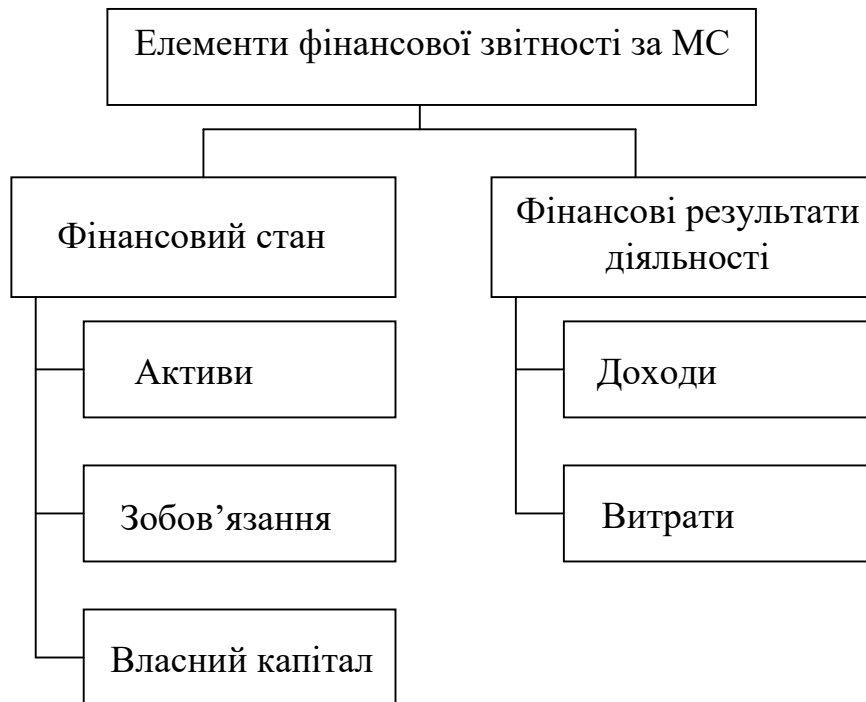 Елементи фінансової звітності за МС
Фінансовий стан
Фінансові результати
діяльності
Активи
Доходи
Зобов’язання
Витрати
Власний капітал